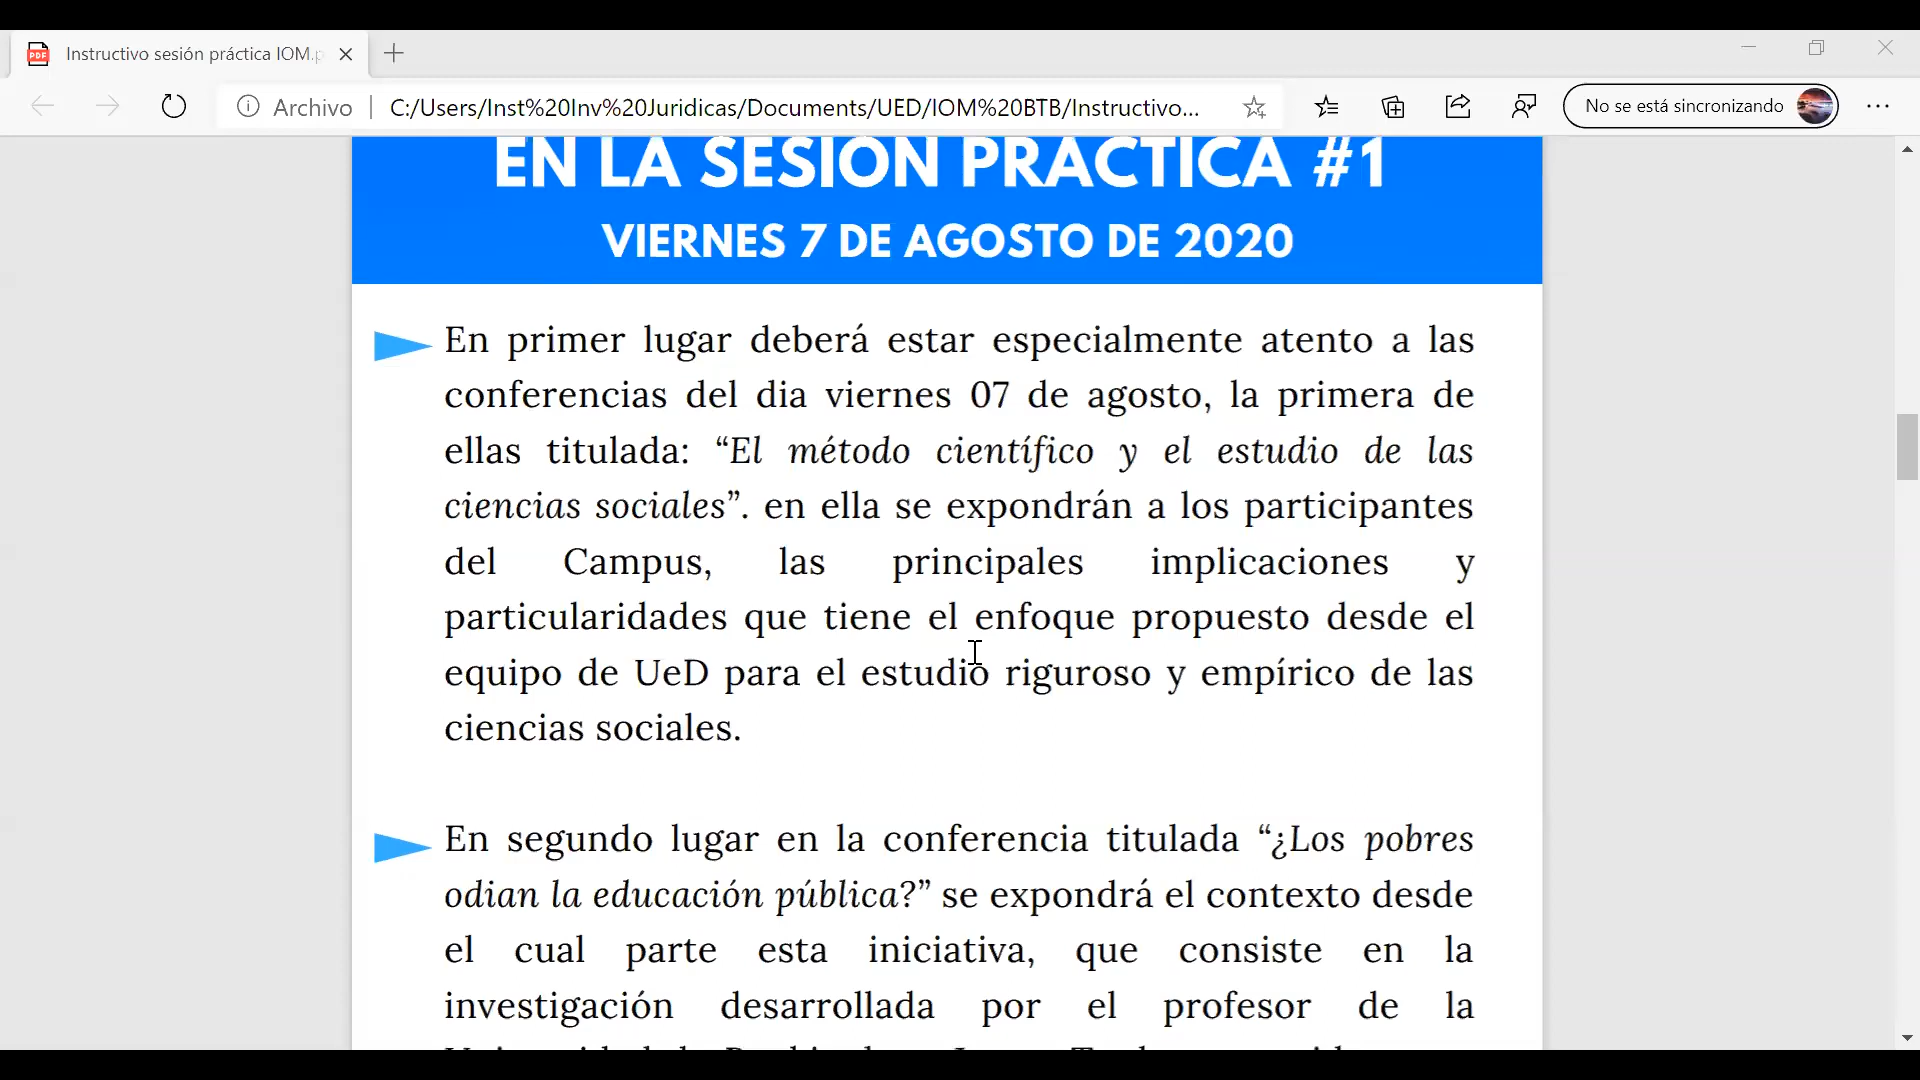 Instructivo sesión práctica IOM.p
Archivo
C:/Users/Inst%20Inv%20Juridicas/Documents/UED/IOM%20BTB/Instructivo...
No se está sincronizando
EN LA SESIÓN PRÁCTICA #1
VIERNES 7 DE AGOSTO DE 2020
En primer lugar deberá estar especialmente atento a las
conferencias del dia viernes 07 de agosto, la primera de
ellas titulada: “El método científico y el estudio de las
ciencias sociales”. en ella se expondrán a los participantes
del Campus, las principales implicaciones y
particularidades que tiene el enfoque propuesto desde el
equipo de UeD para el estudio riguroso y empírico de las
ciencias sociales.
En segundo lugar en la conferencia titulada “¿Los pobres
odian la educación pública?” se expondrá el contexto desde
el cual parte esta iniciativa, que consiste en la
investigación desarrollada por el profesor de la